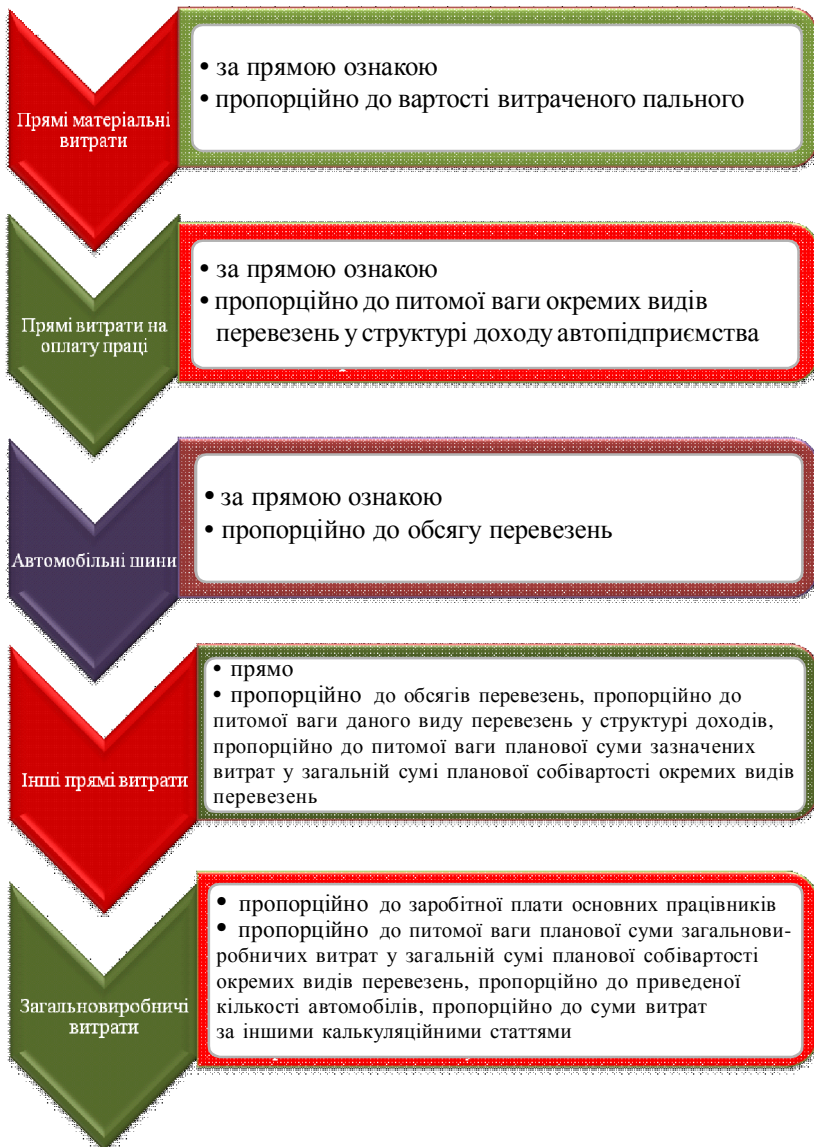 Прямі матеріальні
витрати
• за прямою ознакою
• пропорційно до вартості витраченого пального
Прямі витрати на
оплату праці
• за прямою ознакою
• пропорційно до питомої ваги окремих видів
перевезень у структурі доходу автопідприємства
Автомобільні шини
• за прямою ознакою
• пропорційно до обсягу перевезень
Інші прямі витрати
• прямо
• пропорційно до обсягів перевезень, пропорційно до
питомої ваги даного виду перевезень у структурі доходів,
пропорційно до питомої ваги планової суми зазначених
витрат у загальній сумі планової собівартості окремих видів
перевезень
Загальновиробничі
витрати
• пропорційно до заробітної плати основних працівників
• пропорційно до питомої ваги планової суми загальнови-
робничих витрат у загальній сумі планової собівартості
окремих видів перевезень, пропорційно до приведеної
кількості автомобілів, пропорційно до суми витрат
за іншими калькуляційними статтями